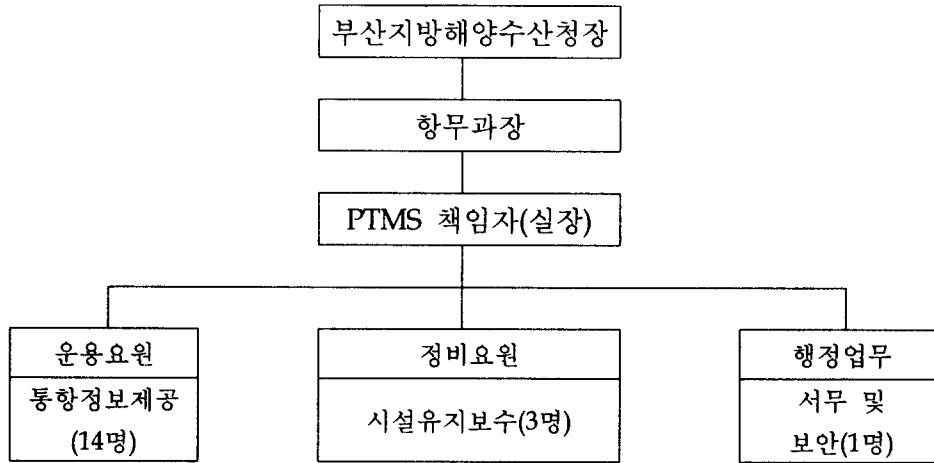 부산지방해양수산청장
항무과장
PTMS 책임자(실장)
운용요원
통항정보제공
(14명)
정비요원
시설유지보수(3명)
행정업무
서무 및
보안(1명)